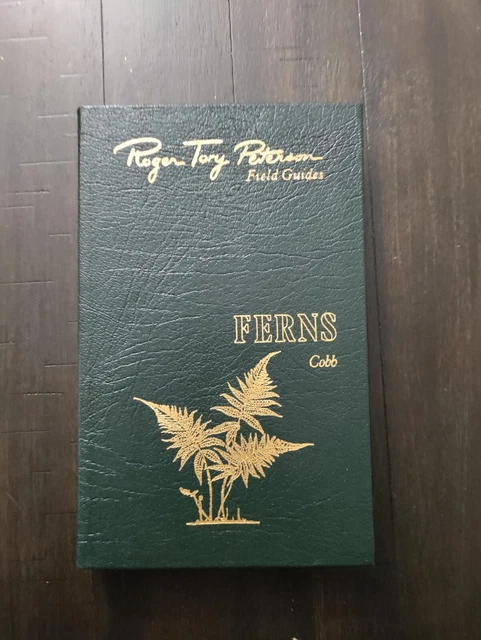 Roger Tory Peterson
Field Guides
FERNS
Cobb